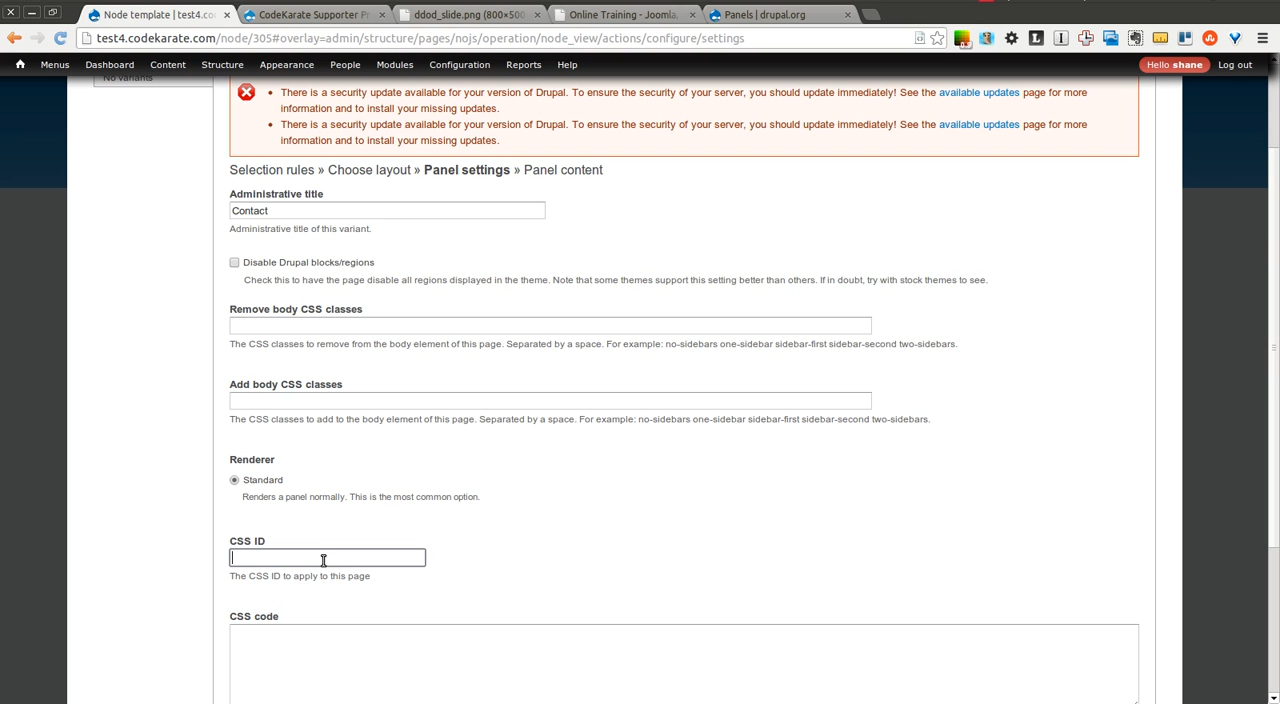 Node template | test4.co
CodeKarate Supporter Pr
ddod_slide.png (800×500
Online Training - Joomla,
Panels | drupal.org
test4.codekarate.com/node/305#overlay=admin/structure/pages/nojs/operation/node_view/actions/configure/settings
Menus Dashboard Content Structure Appearance People Modules Configuration Reports Help Hello shane Log out
No variants
There is a security update available for your version of Drupal. To ensure the security of your server, you should update immediately! See the available updates page for more
information and to install your missing updates.
There is a security update available for your version of Drupal. To ensure the security of your server, you should update immediately! See the available updates page for more
information and to install your missing updates.
Selection rules » Choose layout » Panel settings » Panel content
Administrative title
Contact
Administrative title of this variant.
Disable Drupal blocks/regions
Check this to have the page disable all regions displayed in the theme. Note that some themes support this setting better than others. If in doubt, try with stock themes to see.
Remove body CSS classes
The CSS classes to remove from the body element of this page. Separated by a space. For example: no-sidebars one-sidebar sidebar-first sidebar-second two-sidebars.
Add body CSS classes
The CSS classes to add to the body element of this page. Separated by a space. For example: no-sidebars one-sidebar sidebar-first sidebar-second two-sidebars.
Renderer
Standard
Renders a panel normally. This is the most common option.
CSS ID
The CSS ID to apply to this page
CSS code